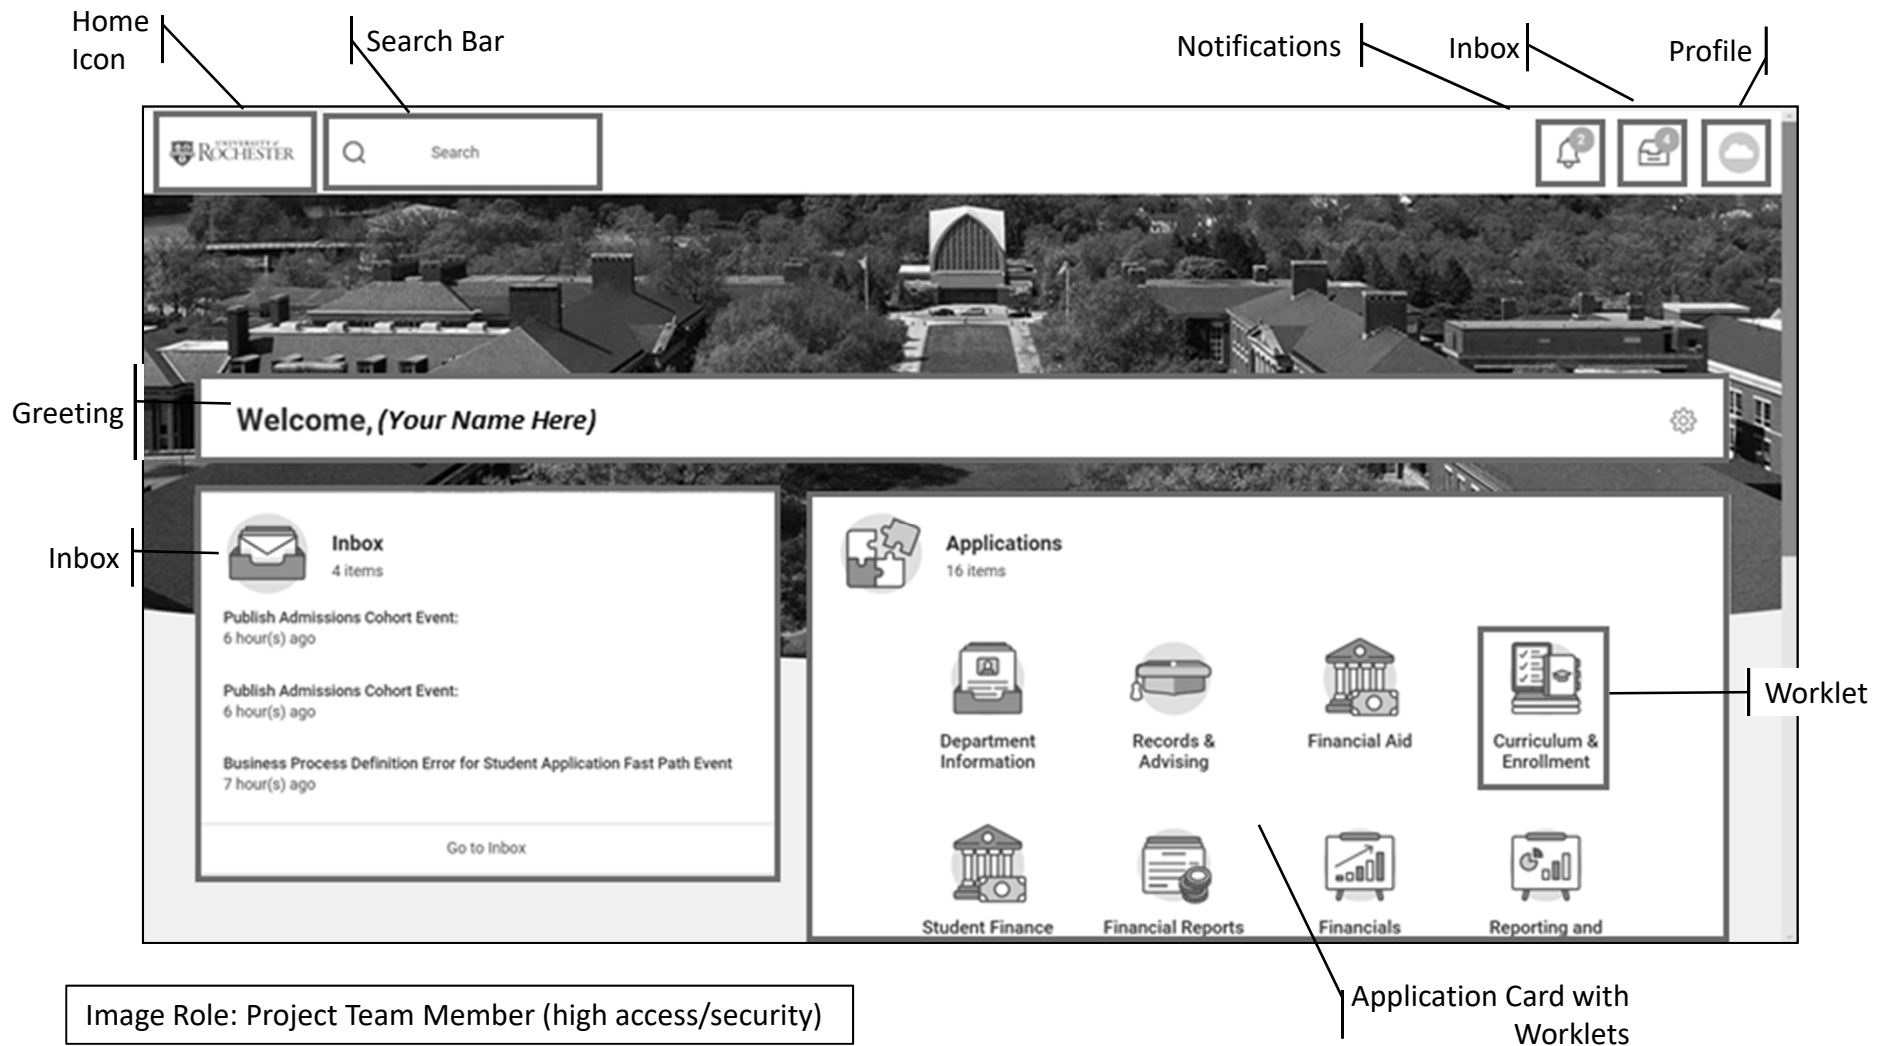 Home
Icon
Search Bar
Notifications
Inbox
Profile
UNIVERSITY of
ROCHESTER
Search
2
4
Greeting
Welcome, (Your Name Here)
Inbox
Inbox
4 items
Publish Admissions Cohort Event:
6 hour(s) ago
Publish Admissions Cohort Event:
6 hour(s) ago
Business Process Definition Error for Student Application Fast Path Event
7 hour(s) ago
Go to Inbox
Applications
16 items
Department
Information
Records &
Advising
Financial Aid
Curriculum &
Enrollment
Worklet
Student Finance
Financial Reports
Financials
Reporting and
Application Card with
Worklets
Image Role: Project Team Member (high access/security)